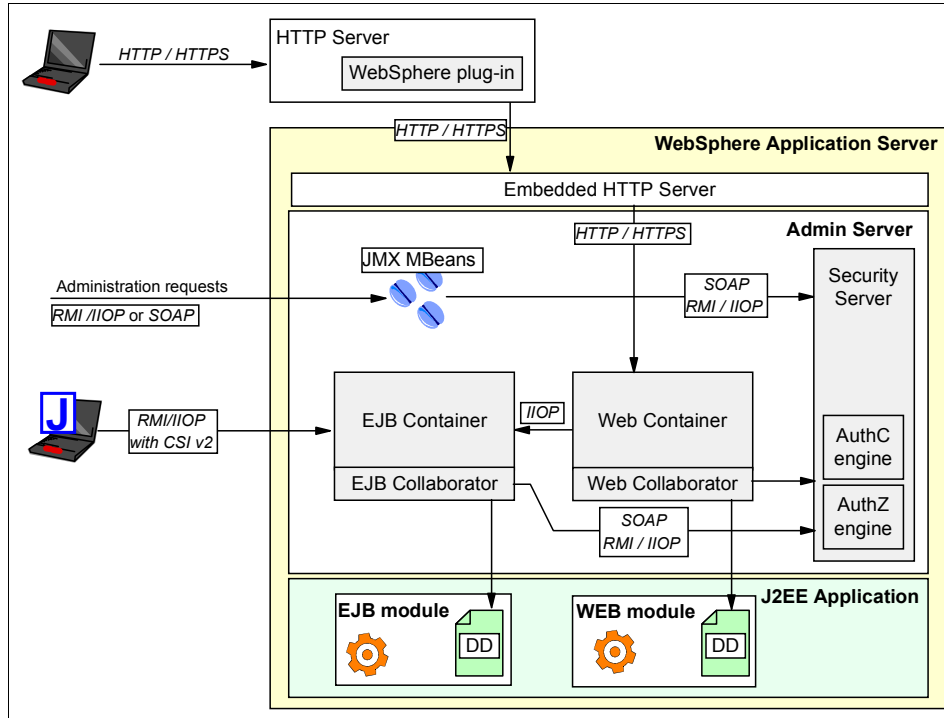 HTTP Server
HTTP / HTTPS
WebSphere plug-in
HTTP / HTTPS
WebSphere Application Server
Embedded HTTP Server
HTTP / HTTPS
Admin Server
JMX MBeans
Security
Server
Administration requests
RMI /IIOP or SOAP
SOAP
RMI / IIOP
J
RMI/IIOP
with CSI v2
EJB Container
IIOP
Web Container
AuthC
engine
EJB Collaborator
Web Collaborator
AuthZ
engine
SOAP
RMI / IIOP
J2EE Application
EJB module
DD
WEB module
DD